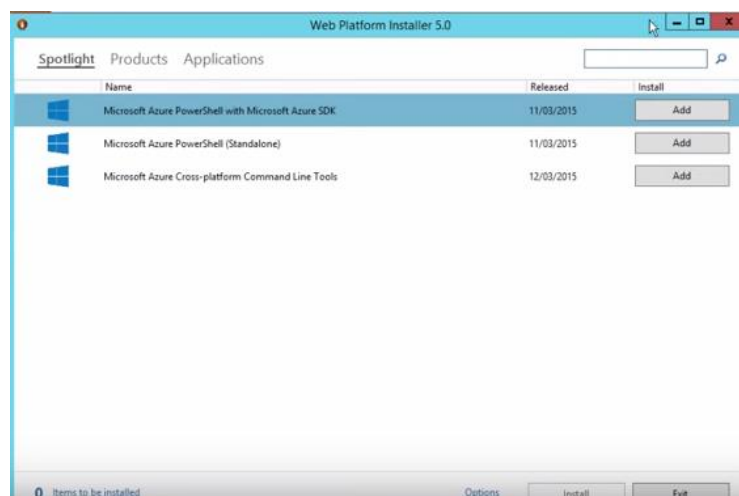 Web Platform Installer 5.0
Spotlight Products Applications
Name Released Install
Microsoft Azure PowerShell with Microsoft Azure SDK 11/03/2015 Add
Microsoft Azure PowerShell (Standalone) 11/03/2015 Add
Microsoft Azure Cross-platform Command Line Tools 12/03/2015 Add
0 Items to be installed Options Install Exit